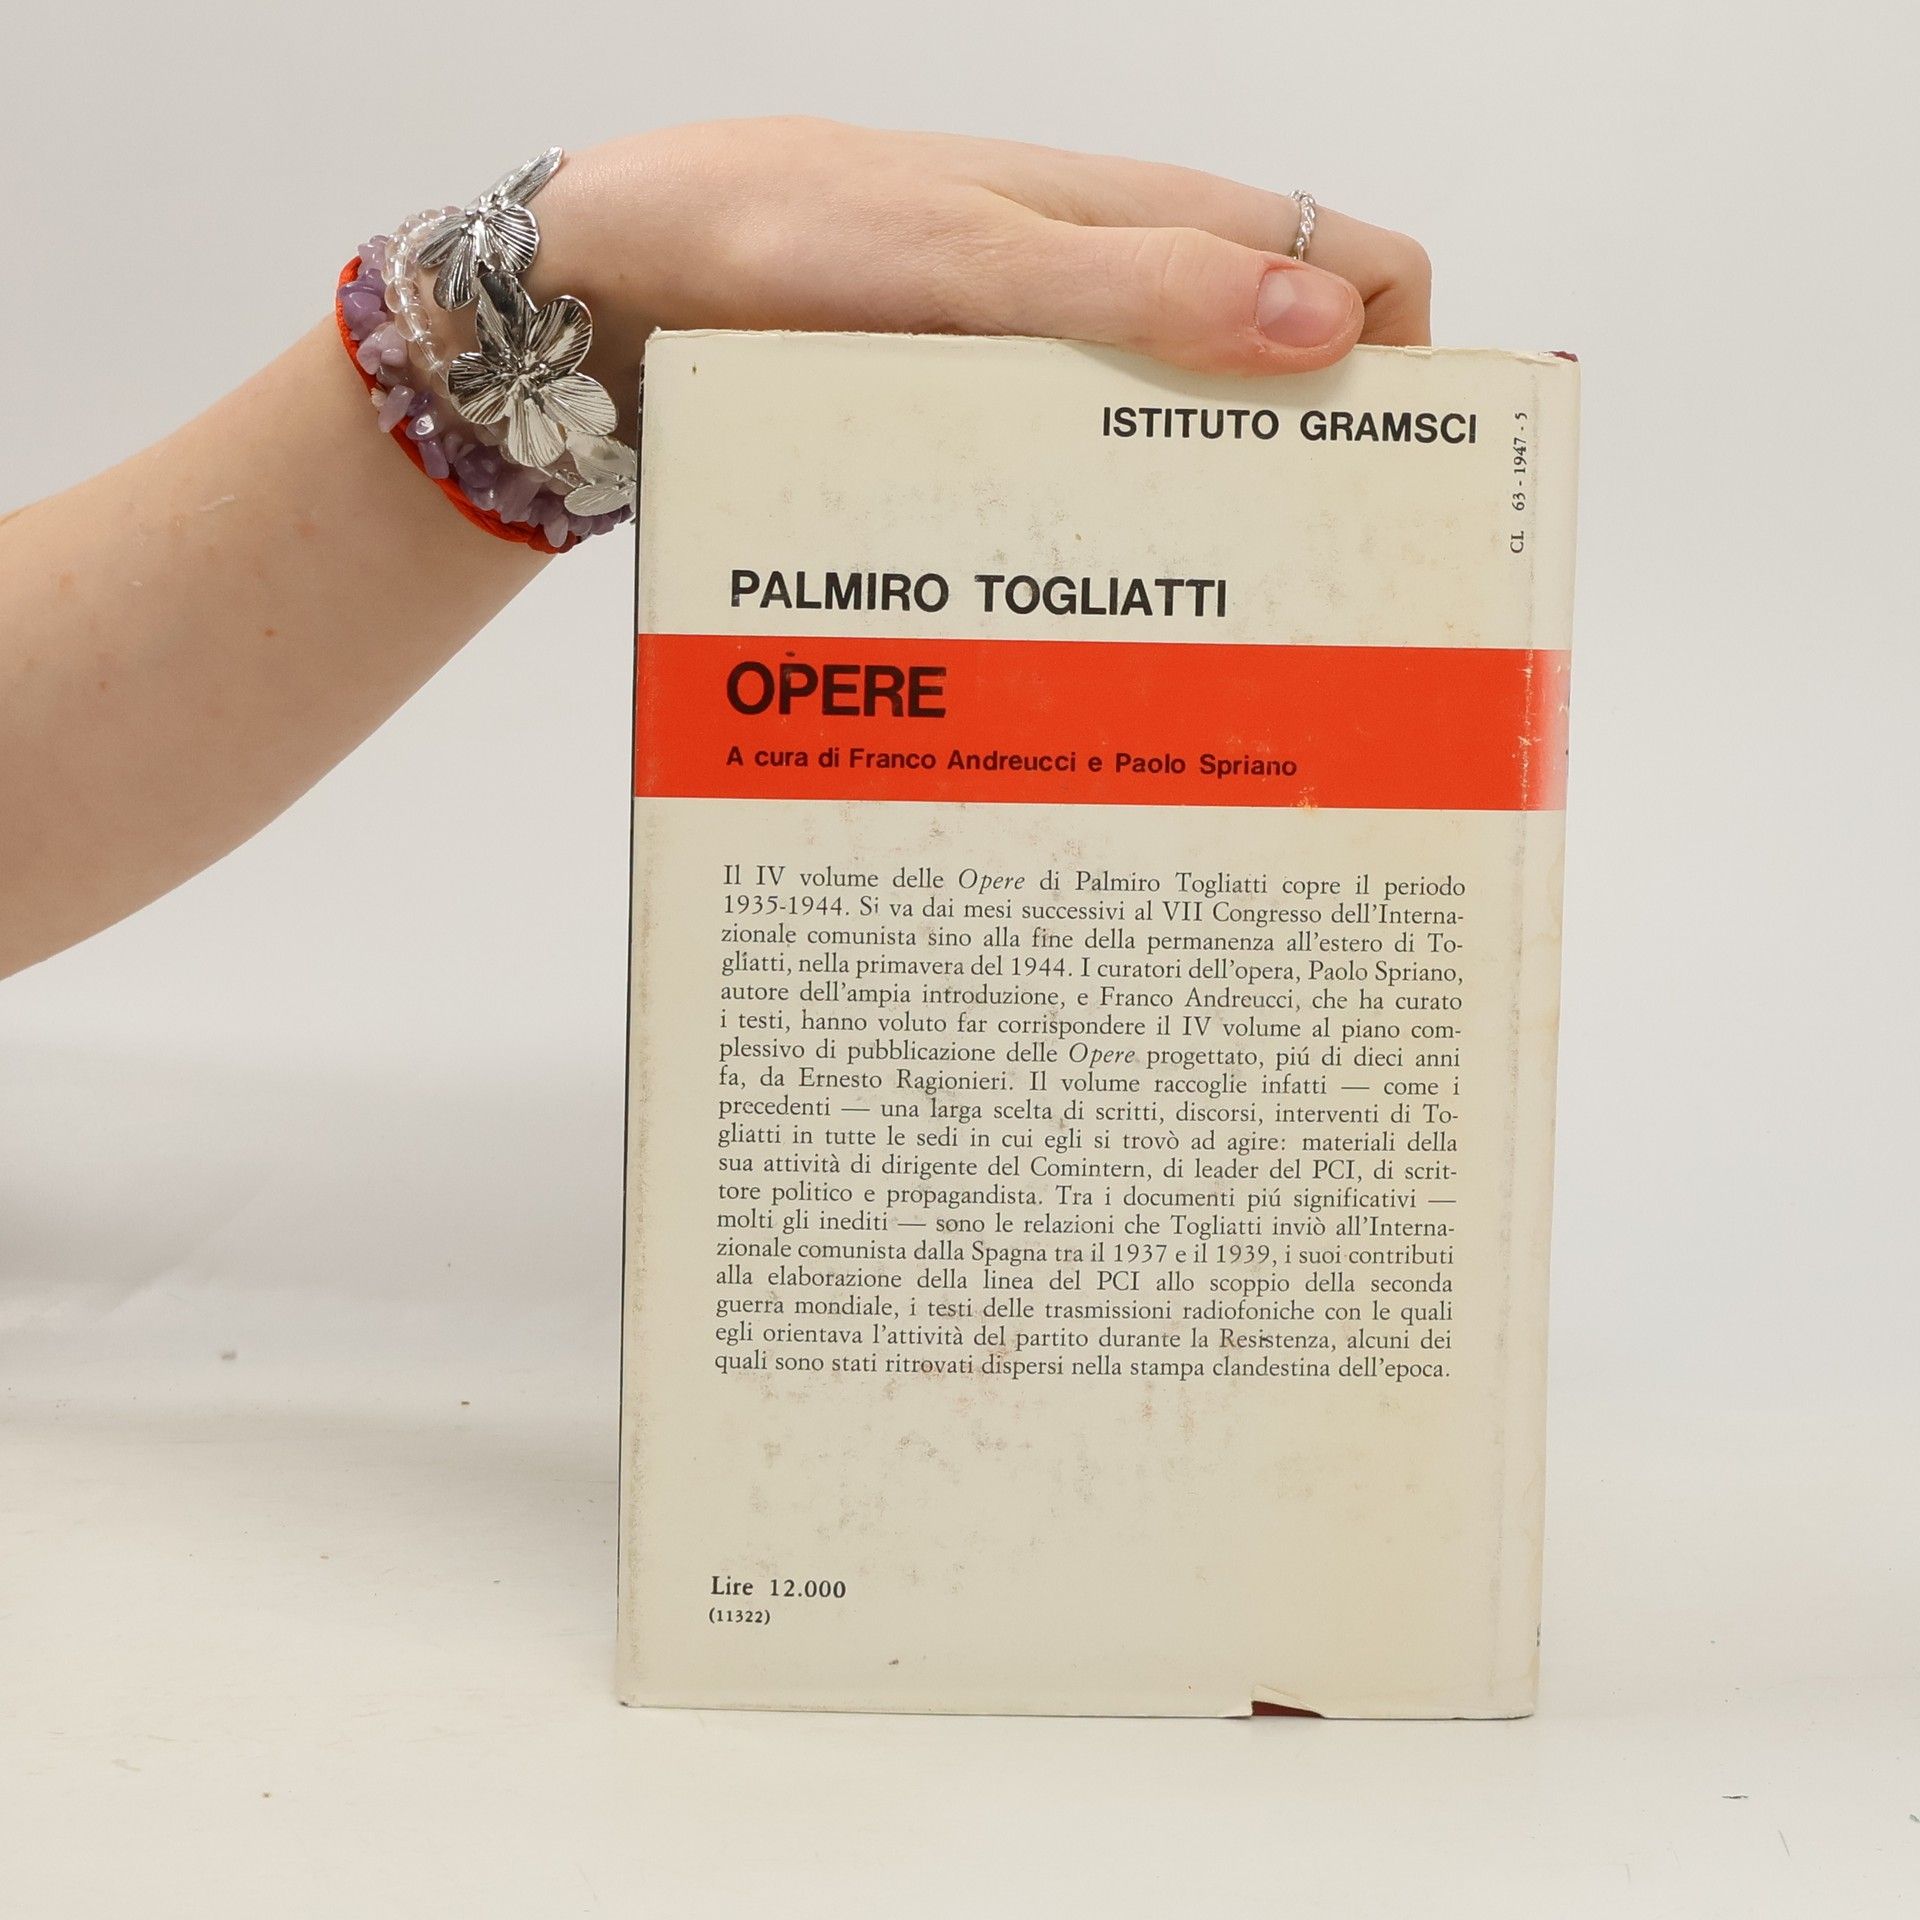 ISTITUTO GRAMSCI
CL 63-1947-5
PALMIRO TOGLIATTI
OPERE
A cura di Franco Andreucci e Paolo Spriano
Il IV volume delle Opere di Palmiro Togliatti copre il periodo
1935-1944. Si va dai mesi successivi al VII Congresso dell'Interna-
zionale comunista sino alla fine della permanenza all'estero di To-
gliatti, nella primavera del 1944. I curatori dell'opera, Paolo Spriano,
autore dell'ampia introduzione, e Franco Andreucci, che ha curato
i testi, hanno voluto far corrispondere il IV volume al piano com-
plessivo di pubblicazione delle Opere progettato, piú di dieci anni
fa, da Ernesto Ragionieri. Il volume raccoglie infatti — come i
precedenti — una larga scelta di scritti, discorsi, interventi di To-
gliatti in tutte le sedi in cui egli si trovò ad agire: materiali della
sua attività di dirigente del Comintern, di leader del PCI, di scrit-
tore politico e propagandista. Tra i documenti piú significativi —
molti gli inediti — sono le relazioni che Togliatti inviò all'Interna-
zionale comunista dalla Spagna tra il 1937 e il 1939, i suoi contributi
alla elaborazione della linea del PCI allo scoppio della seconda
guerra mondiale, i testi delle trasmissioni radiofoniche con le quali
egli orientava l'attività del partito durante la Resistenza, alcuni dei
quali sono stati ritrovati dispersi nella stampa clandestina dell'epoca.
Lire 12.000
(11322)